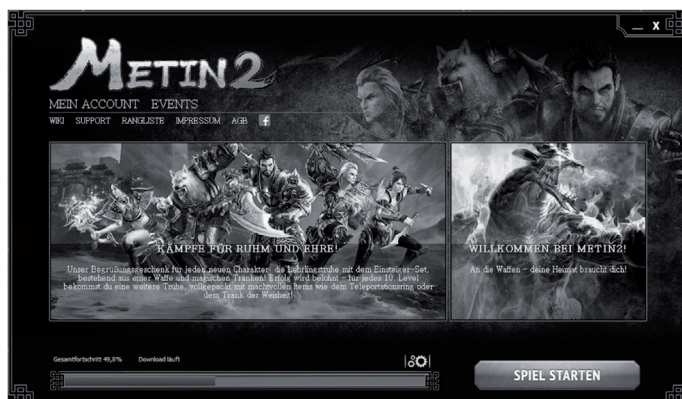 X
METIN2
MEIN ACCOUNT EVENTS
WIKI SUPPORT RANGLISTE IMPRESSUM AGB f
KÄMPFE FÜR RUHM UND EHRE!
Unser Begrüßungsgeschenk für jeden neuen Charakter: die Lehrlingstruhe mit dem Einsteiger-Set,
bestehend aus einer Waffe und magischen Tränken! Erfolg wird belohnt – für jedes 10. Level
bekommst du eine weitere Truhe, vollgepackt mit machtvollen Items wie dem Teleportationsring oder
dem Trank der Weisheit!
WILLKOMMEN BEI METIN2!
An die Waffen – deine Heimat braucht dich!
Gesamtfortschritt 49,8% Download läuft
SPIEL STARTEN